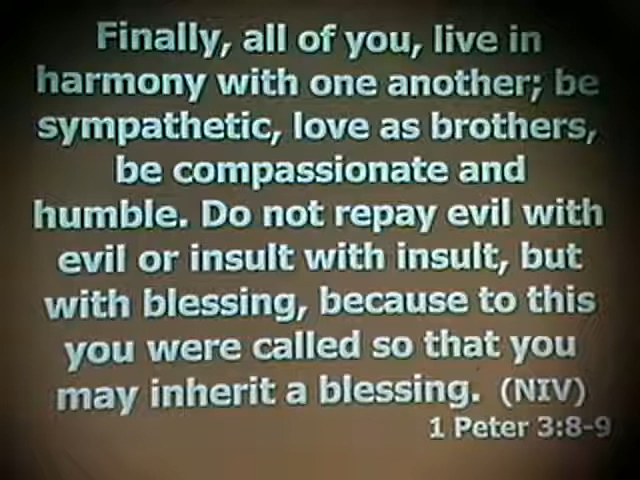 Finally, all of you, live in
harmony with one another; be
sympathetic, love as brothers,
be compassionate and
humble. Do not repay evil with
evil or insult with insult, but
with blessing, because to this
you were called so that you
may inherit a blessing. (NIV)
1 Peter 3:8-9